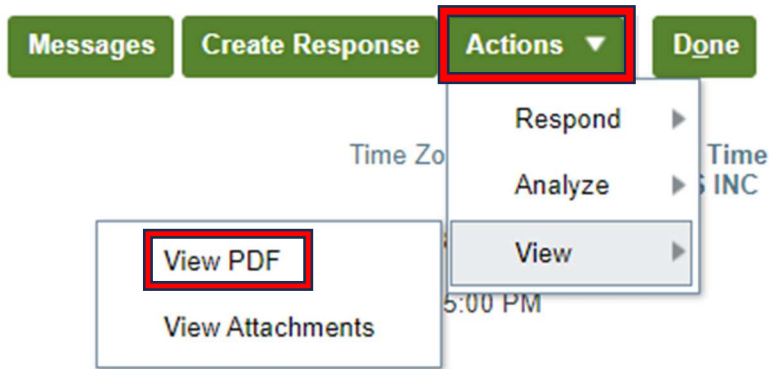 Messages Create Response Actions Done
Respond
Time Zo Time
Analyze INC
View PDF View
View Attachments 5:00 PM